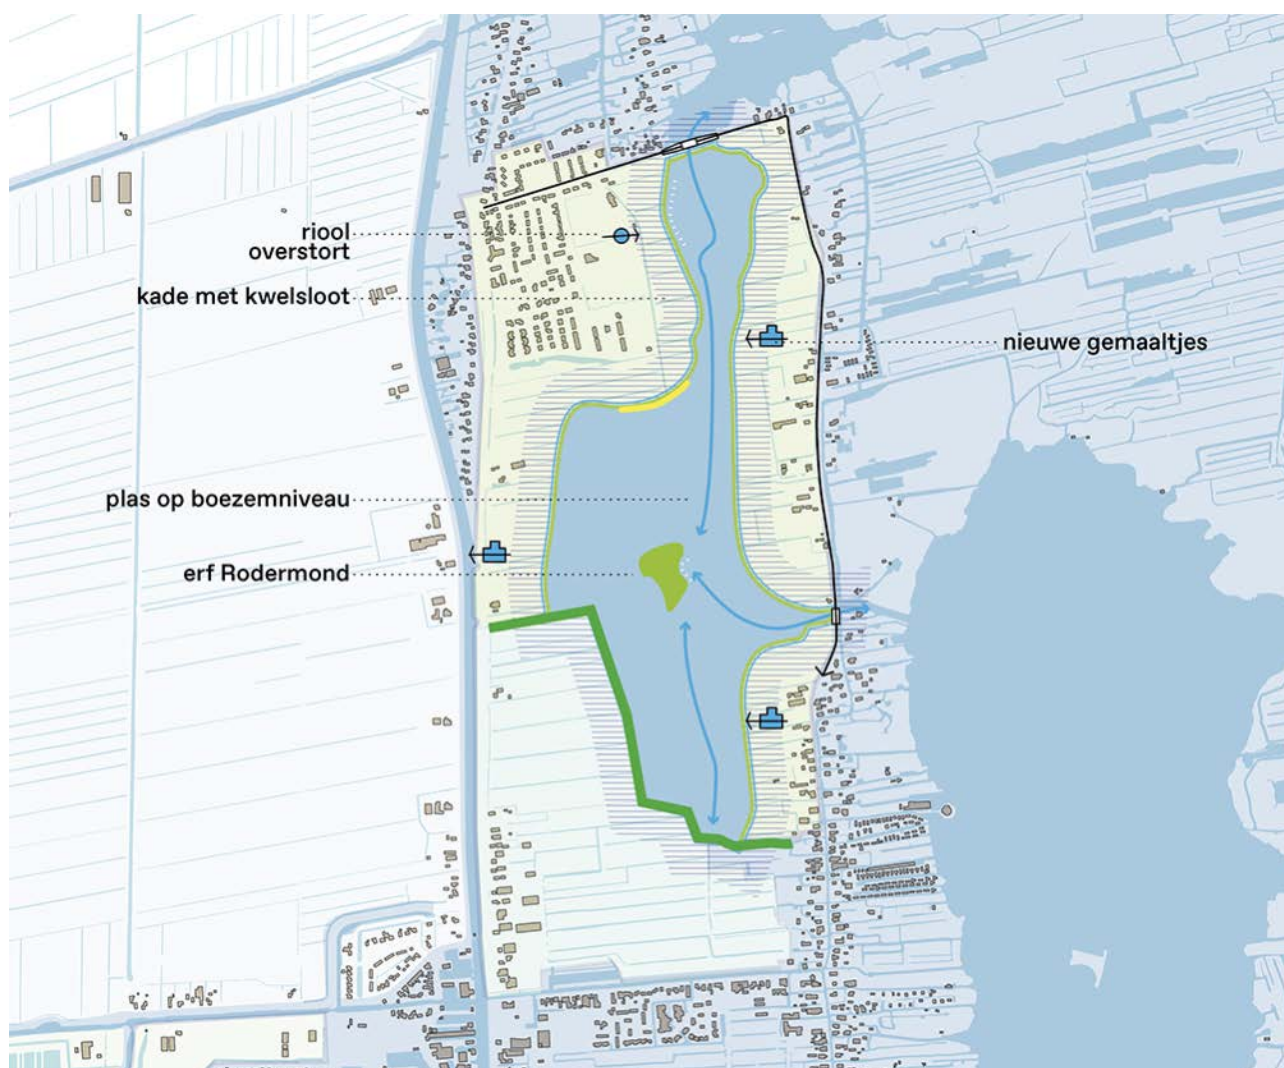 riool
overstort
kade met kwelsloot
nieuwe gemaaltjes
plas op boezemniveau
erf Rodermond